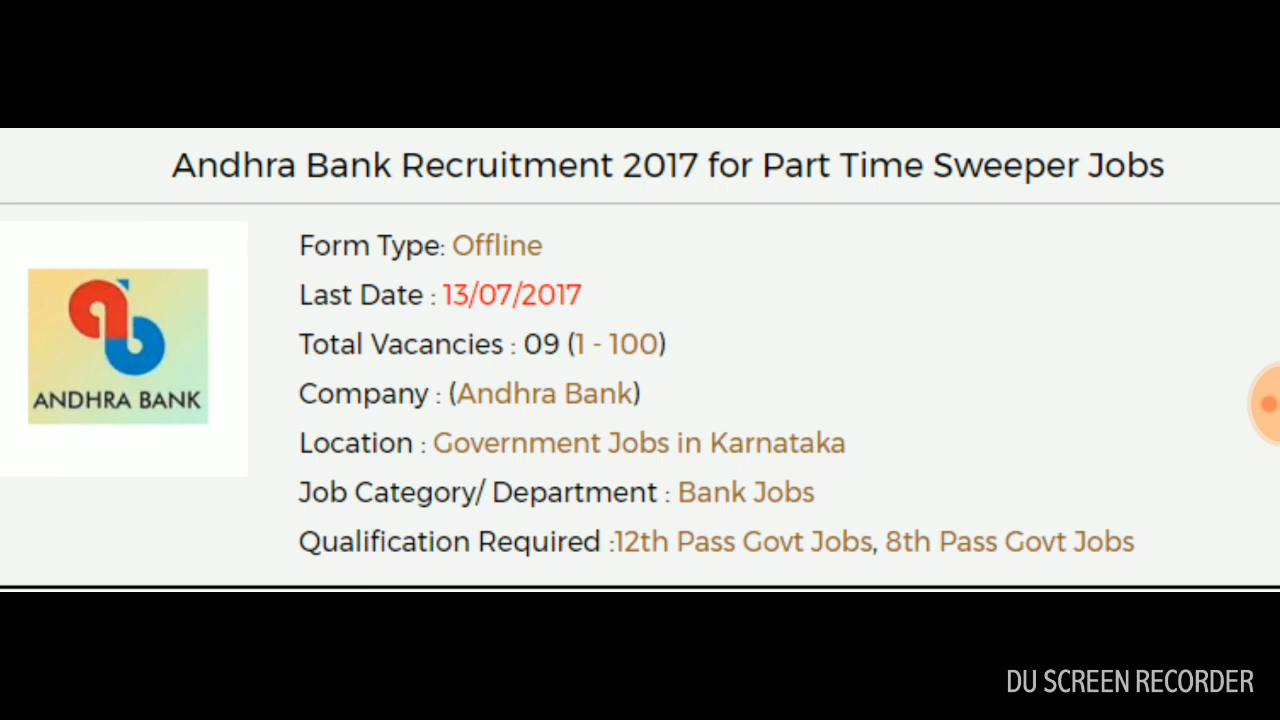 Andhra Bank Recruitment 2017 for Part Time Sweeper Jobs
ANDHRA BANK
Form Type: Offline
Last Date : 13/07/2017
Total Vacancies : 09 (1 - 100)
Company : (Andhra Bank)
Location : Government Jobs in Karnataka
Job Category/ Department : Bank Jobs
Qualification Required :12th Pass Govt Jobs, 8th Pass Govt Jobs
DU SCREEN RECORDER